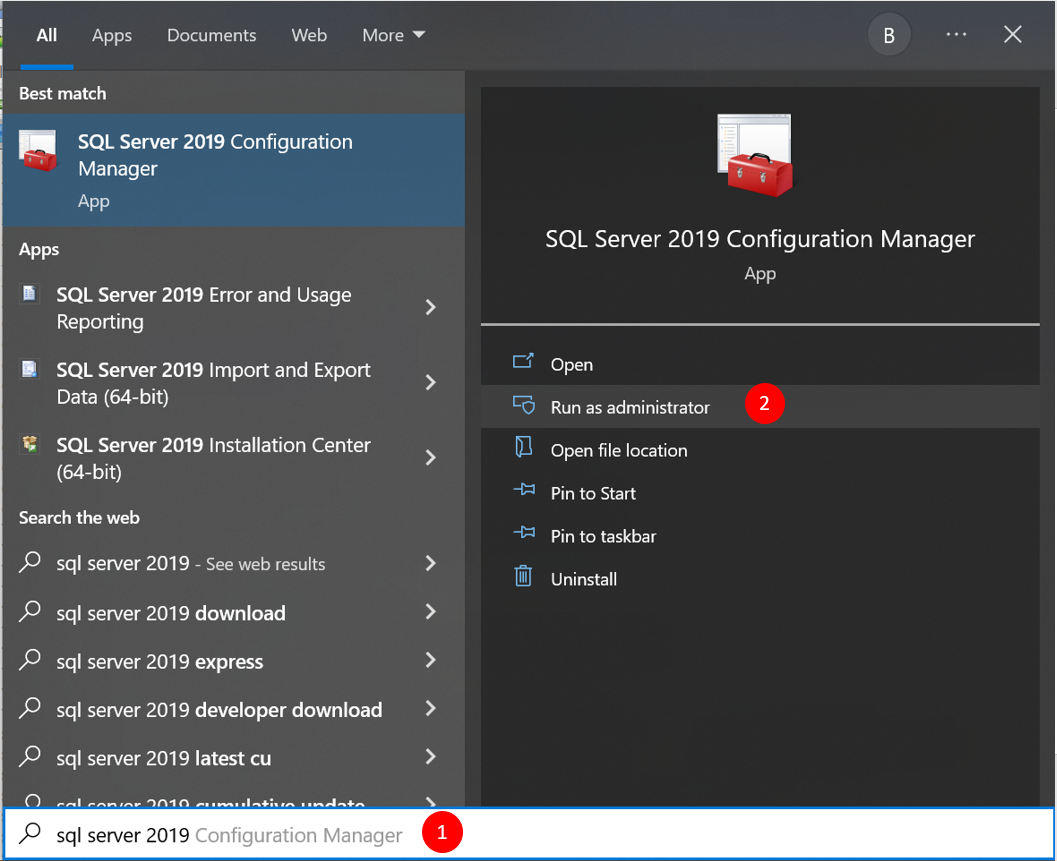 All
Apps
Documents
Web
More
B
Best match
SQL Server 2019 Configuration
Manager
App
Apps
SQL Server 2019 Error and Usage
Reporting
SQL Server 2019 Import and Export
Data (64-bit)
SQL Server 2019 Installation Center
(64-bit)
Search the web
sql server 2019 - See web results
sql server 2019 download
sql server 2019 express
sql server 2019 developer download
sql server 2019 latest cu
sql server 2019 cumulative update
sql server 2019 Configuration Manager
1
SQL Server 2019 Configuration Manager
App
Open
Run as administrator
2
Open file location
Pin to Start
Pin to taskbar
Uninstall